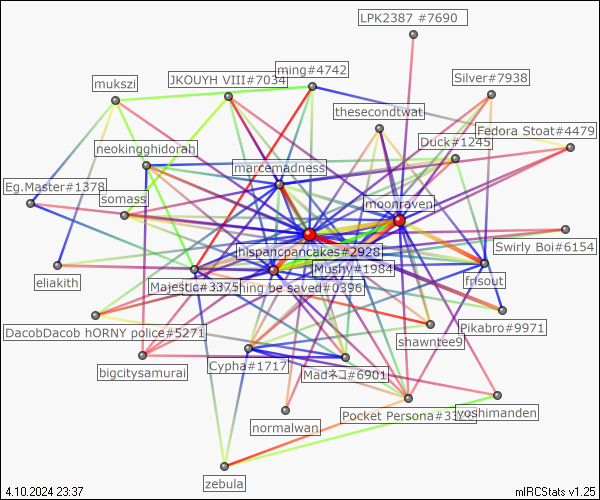 LPK2387 #7690
ming#4742
JKOUYH VIII#7034
mukszi
Silver#7938
thesecondtwat
Fedora Stoat#4479
Duck#1245
neokingghidorah
marcemadness
Eg.Master#1378
somass
moonraven
hispancpancakes#2928
Swirly Boi#6154
Mushy#1984
eliakith
Majestic#3375
hing be saved#0396
frisout
DacobDacob hORNY police#5271
Pikabro#9971
shawntee9
bigcitysamurai
Cypha#1717
Madネコ#6901
normalwan
Pocket Persona#33
yoshimanden
zebula
4.10.2024 23:37
mIRCStats v1.25